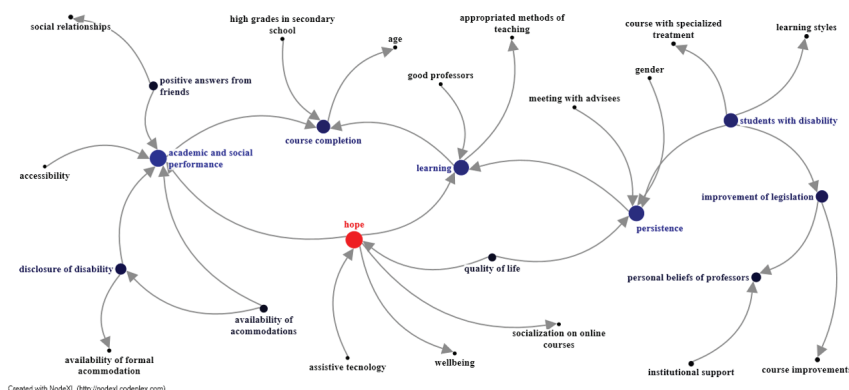 social relationships
high grades in secondary
school
age
appropriated methods of
teaching
course with specialized
treatment
learning styles
positive answers from
friends
good professors
gender
meeting with advisees
students with disability
course completion
academic and social
performance
learning
accessibility
improvement of legislation
hope
persistence
disclosure of disability
quality of life
personal beliefs of professors
availability of
acommodations
socialization on online
courses
availability of formal
acommodation
assistive tecnology
wellbeing
institutional support
course improvements
Created with NodeXL (http://nodexl.codeplex.com)